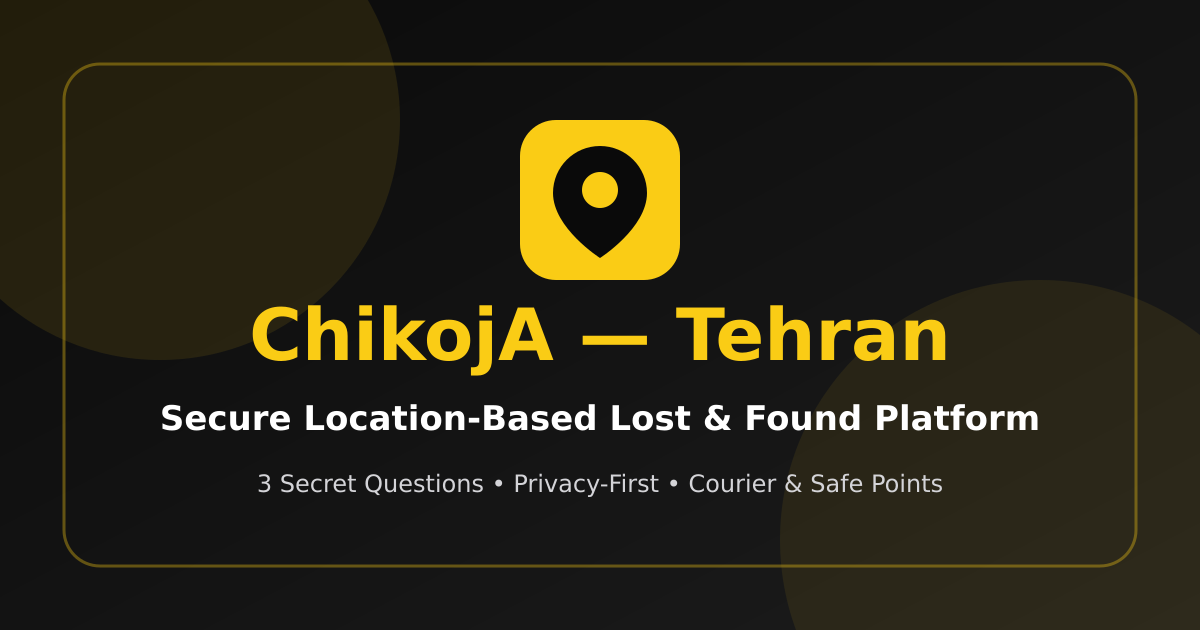 ChikojA — Tehran
Secure Location-Based Lost & Found Platform
3 Secret Questions • Privacy-First • Courier & Safe Points